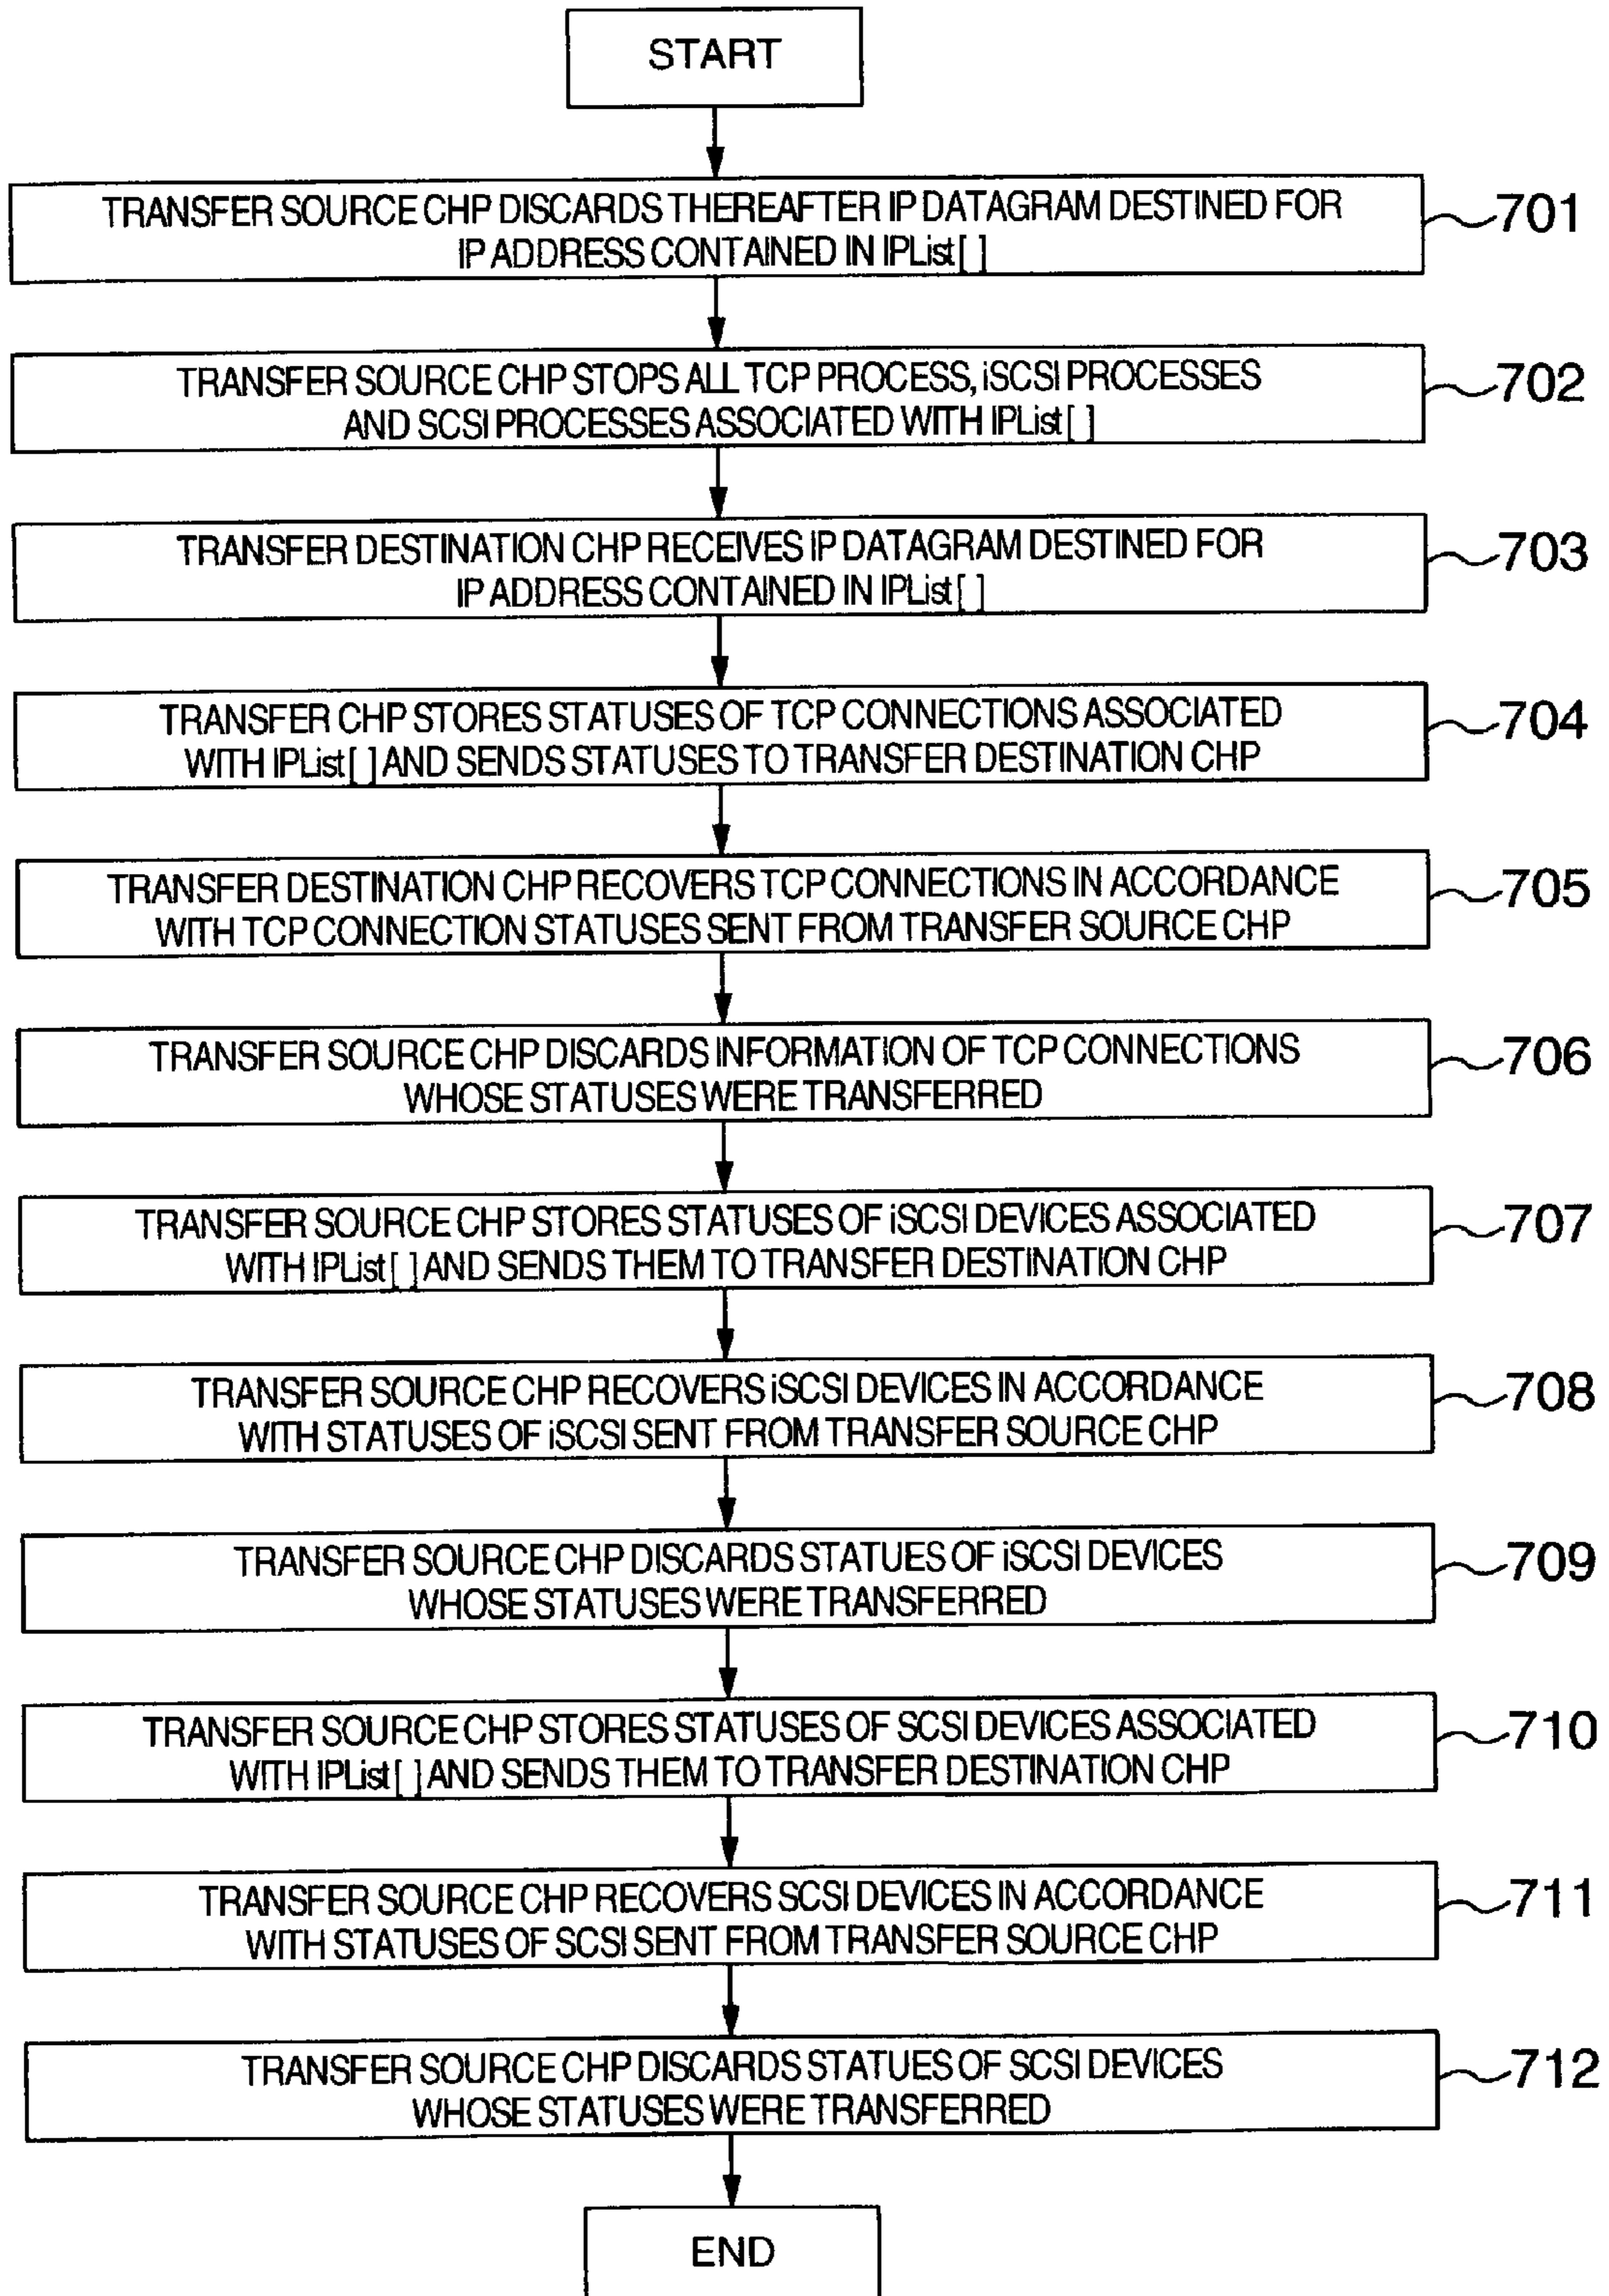 START
TRANSFER SOURCE CHP DISCARDS THEREAFTER IP DATAGRAM DESTINED FOR
IP ADDRESS CONTAINED IN IPList[ ]
701
TRANSFER SOURCE CHP STOPS ALL TCP PROCESS, iSCSI PROCESSES
AND SCSI PROCESSES ASSOCIATED WITH IPList[ ]
702
TRANSFER DESTINATION CHP RECEIVES IP DATAGRAM DESTINED FOR
IP ADDRESS CONTAINED IN IPList[ ]
703
TRANSFER CHP STORES STATUSES OF TCP CONNECTIONS ASSOCIATED
WITH IPList[ ] AND SENDS STATUSES TO TRANSFER DESTINATION CHP
704
TRANSFER DESTINATION CHP RECOVERS TCP CONNECTIONS IN ACCORDANCE
WITH TCP CONNECTION STATUSES SENT FROM TRANSFER SOURCE CHP
705
TRANSFER SOURCE CHP DISCARDS INFORMATION OF TCP CONNECTIONS
WHOSE STATUSES WERE TRANSFERRED
706
TRANSFER SOURCE CHP STORES STATUSES OF iSCSI DEVICES ASSOCIATED
WITH IPList[ ] AND SENDS THEM TO TRANSFER DESTINATION CHP
707
TRANSFER SOURCE CHP RECOVERS iSCSI DEVICES IN ACCORDANCE
WITH STATUSES OF iSCSI SENT FROM TRANSFER SOURCE CHP
708
TRANSFER SOURCE CHP DISCARDS STATUES OF iSCSI DEVICES
WHOSE STATUSES WERE TRANSFERRED
709
TRANSFER SOURCE CHP STORES STATUSES OF SCSI DEVICES ASSOCIATED
WITH IPList[ ] AND SENDS THEM TO TRANSFER DESTINATION CHP
710
TRANSFER SOURCE CHP RECOVERS SCSI DEVICES IN ACCORDANCE
WITH STATUSES OF SCSI SENT FROM TRANSFER SOURCE CHP
711
TRANSFER SOURCE CHP DISCARDS STATUES OF SCSI DEVICES
WHOSE STATUSES WERE TRANSFERRED
712
END